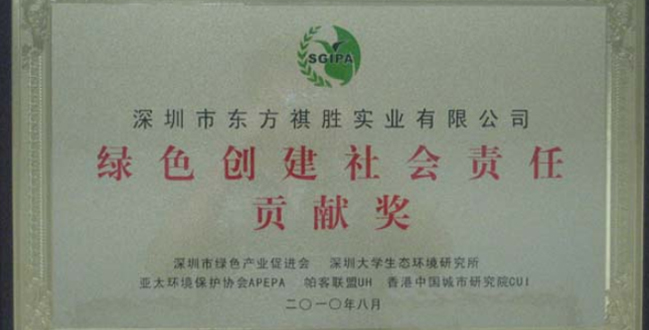 SGIPA
深圳市东方祺胜实业有限公司
绿色创建社会责任
贡献奖
深圳市绿色产业促进会 深圳大学生态环境研究所
亚太环境保护协会APEPA 帕客联盟UH 香港中国城市研究院CUI
二〇一〇年八月